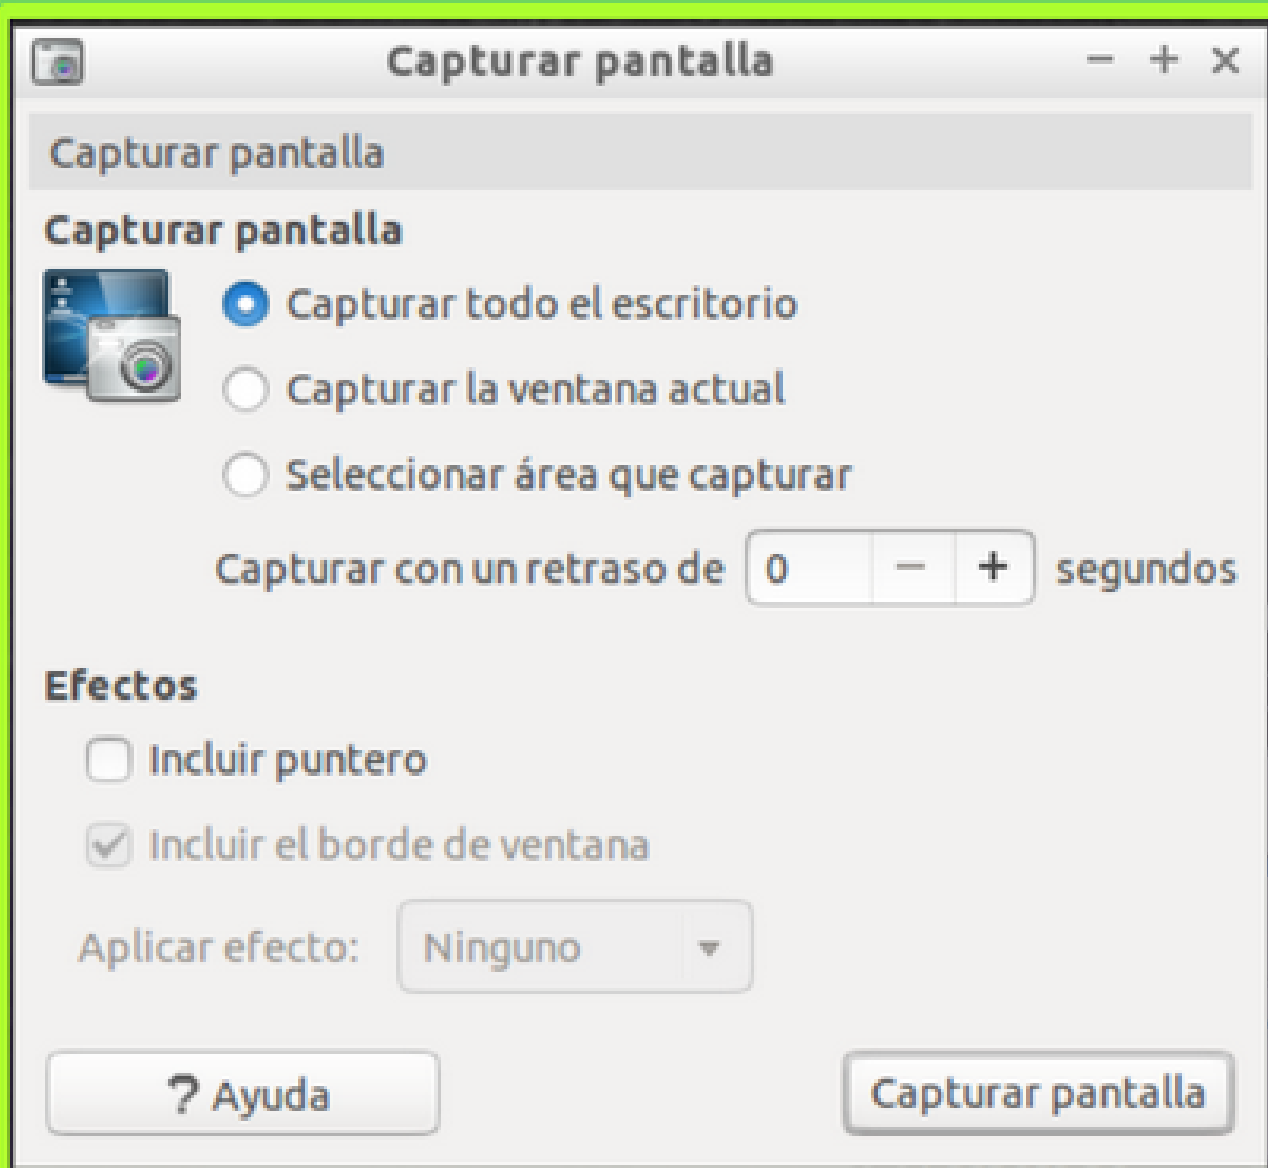 Capturar pantalla
Capturar pantalla
Capturar pantalla
Capturar todo el escritorio
Capturar la ventana actual
Seleccionar área que capturar
Capturar con un retraso de 0 − + segundos
Efectos
Incluir puntero
Incluir el borde de ventana
Aplicar efecto: Ninguno
? Ayuda Capturar pantalla